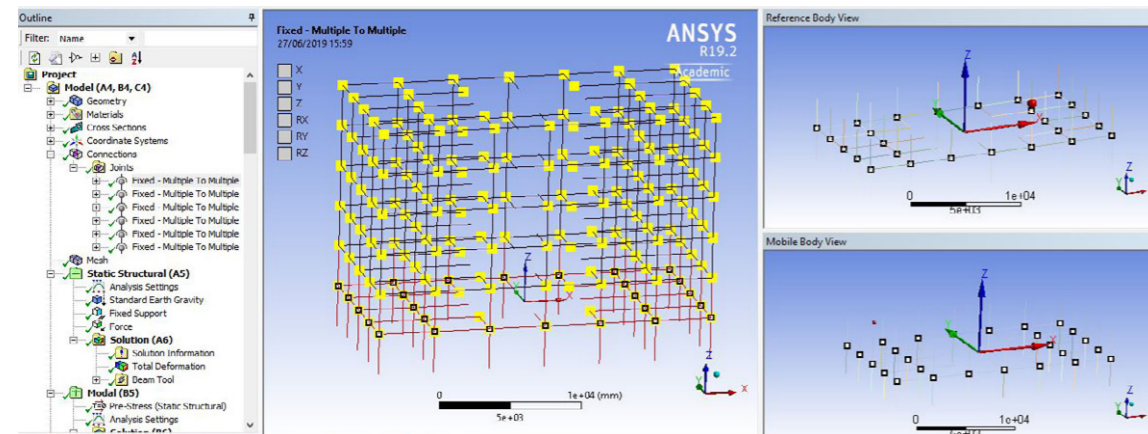 Outline
Filter: Name
Project
Model (A4, B4, C4)
Geometry
Materials
Cross Sections
Coordinate Systems
Connections
Joints
Fixed - Multiple To Multiple
Fixed - Multiple To Multiple
Fixed - Multiple To Multiple
Fixed - Multiple To Multiple
Fixed - Multiple To Multiple
Fixed - Multiple To Multiple
Mesh
Static Structural (A5)
Analysis Settings
Standard Earth Gravity
Fixed Support
Force
Solution (A6)
Solution Information
Total Deformation
Beam Tool
Modal (B5)
Pre-Stress (Static Structural)
Analysis Settings
Solution (B6)
Fixed - Multiple To Multiple
27/06/2019 15:59
X
Y
Z
RX
RY
RZ
ANSYS
R19.2
Academic
Z
X
Y
Z
X
Y
0
1e+04 (mm)
5e+03
Reference Body View
Z
Y
X
0
1e+04
5e+03
Z
Y
X
Mobile Body View
Z
Y
X
0
1e+04
Z
Y
X